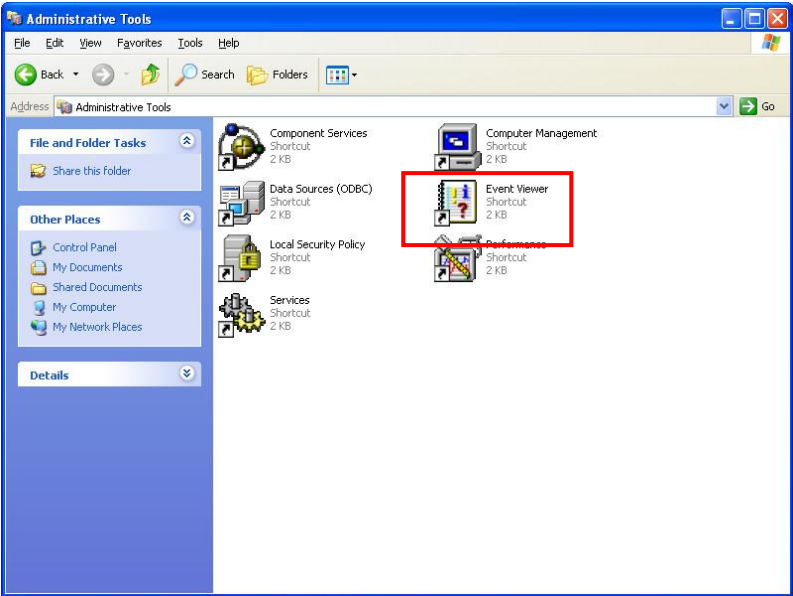 Administrative Tools
File Edit View Favorites Tools Help
Back Search Folders
Address Administrative Tools Go
File and Folder Tasks
Share this folder
Other Places
Control Panel
My Documents
Shared Documents
My Computer
My Network Places
Details
Component Services
Shortcut
2 KB
Computer Management
Shortcut
2 KB
Data Sources (ODBC)
Shortcut
2 KB
Event Viewer
Shortcut
2 KB
Local Security Policy
Shortcut
2 KB
Performance
Shortcut
2 KB
Services
Shortcut
2 KB